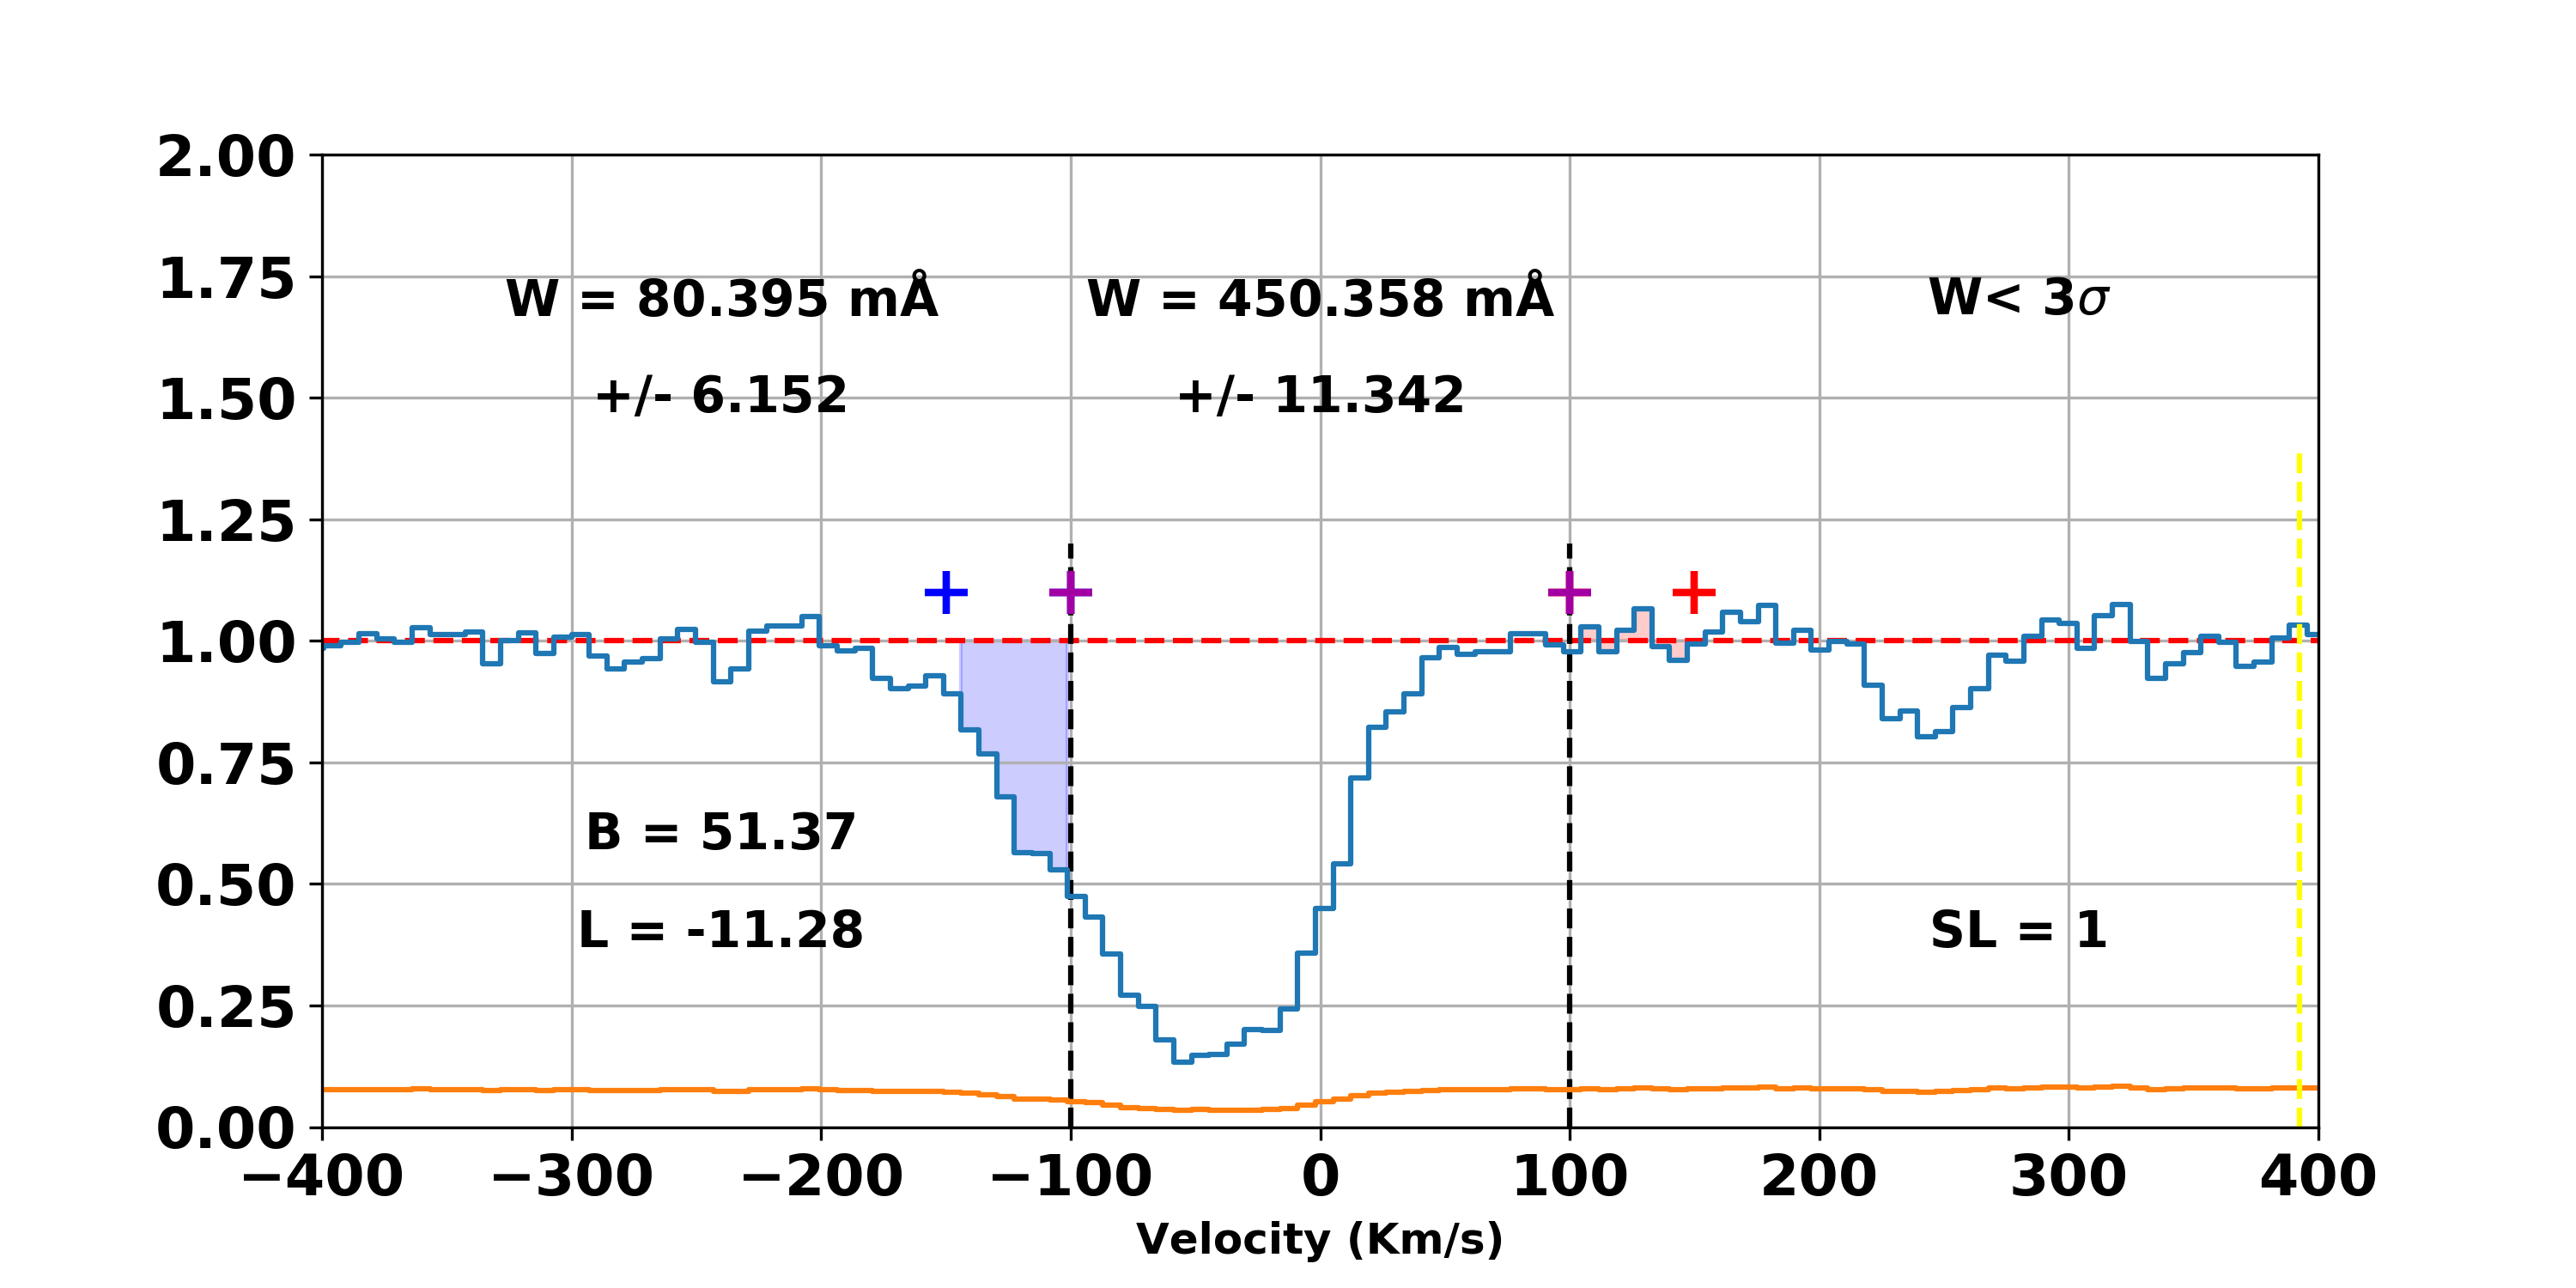 2.00
1.75
1.50
1.25
1.00
0.75
0.50
0.25
0.00
W = 80.395 mÅ
+/- 6.152
W = 450.358 mÅ
+/- 11.342
W< 3σ
B = 51.37
L = -11.28
SL = 1
−400 −300 −200 −100 0 100 200 300 400
Velocity (Km/s)